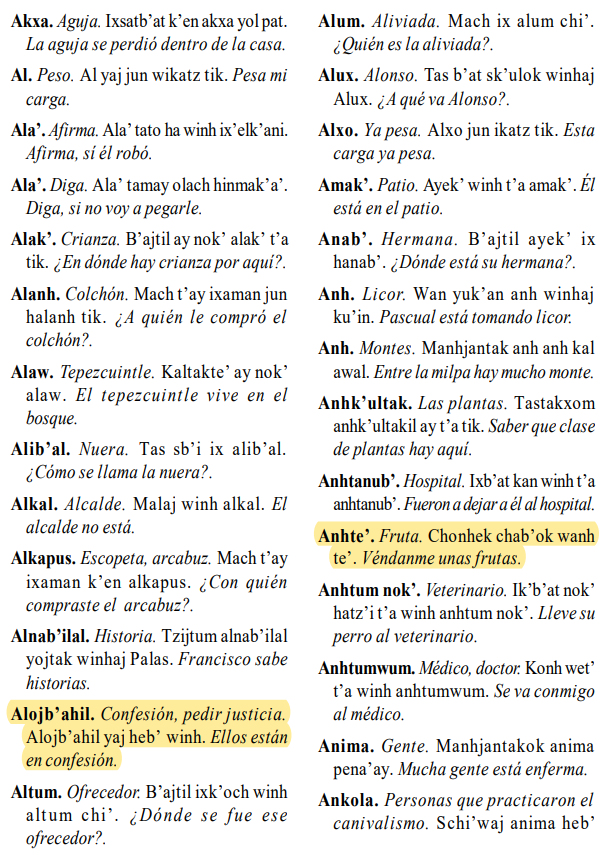 Akxa. Aguja. Ixsatb’at k’en akxa yol pat.
La aguja se perdió dentro de la casa.
Al. Peso. Al yaj jun wikatz tik. Pesa mi
carga.
Ala’. Afirma. Ala’ tato ha winh ix’elk’ani.
Afirma, sí él robó.
Ala’. Diga. Ala’ tamay olach hinmak’a’.
Diga, si no voy a pegarle.
Alak’. Crianza. B’ajtil ay nok’ alak’ t’a
tik. ¿En dónde hay crianza por aquí?.
Alanh. Colchón. Mach t’ay ixaman jun
halanh tik. ¿A quién le compró el
colchón?.
Alaw. Tepezcuintle. Kaltakte’ ay nok’
alaw. El tepezcuintle vive en el
bosque.
Alib’al. Nuera. Tas sb’i ix alib’al.
¿Cómo se llama la nuera?.
Alkal. Alcalde. Malaj winh alkal. El
alcalde no está.
Alkapus. Escopeta, arcabuz. Mach t’ay
ixaman k’en alkapus. ¿Con quién
compraste el arcabuz?.
Alnab’ilal. Historia. Tzijtum alnab’ilal
yojtak winhaj Palas. Francisco sabe
historias.
Alojb’ahil. Confesión, pedir justicia.
Alojb’ahil yaj heb’ winh. Ellos están
en confesión.
Altum. Ofrecedor. B’ajtil ixk’och winh
altum chi’. ¿Dónde se fue ese
ofrecedor?.
Alum. Aliviada. Mach ix alum chi’.
¿Quién es la aliviada?.
Alux. Alonso. Tas b’at sk’ulok winhaj
Alux. ¿A qué va Alonso?.
Alxo. Ya pesa. Alxo jun ikatz tik. Esta
carga ya pesa.
Amak’. Patio. Ayek’ winh t’a amak’. Él
está en el patio.
Anab’. Hermana. B’ajtil ayek’ ix
hanab’. ¿Dónde está su hermana?.
Anh. Licor. Wan yuk’an anh winhaj
ku’in. Pascual está tomando licor.
Anh. Montes. Manhjantak anh anh kal
awal. Entre la milpa hay mucho monte.
Anhk’ultak. Las plantas. Tastakxom
anhk’ultakil ay t’a tik. Saber que clase
de plantas hay aquí.
Anhtanub’. Hospital. Ixb’at kan winh t’a
anhtanub’. Fueron a dejar a él al hospital.
Anhte’. Fruta. Chonhek chab’ok wanh
te’. Véndanme unas frutas.
Anhtum nok’. Veterinario. Ik’b’at nok’
hatz’i t’a winh anhtum nok’. Lleve su
perro al veterinario.
Anhtumwum. Médico, doctor. Konh wet’
t’a winh anhtumwum. Se va conmigo
al médico.
Anima. Gente. Manhjantakok anima
pena’ay. Mucha gente está enferma.
Ankola. Personas que practicaron el
canivalismo. Schi’waj anima heb’